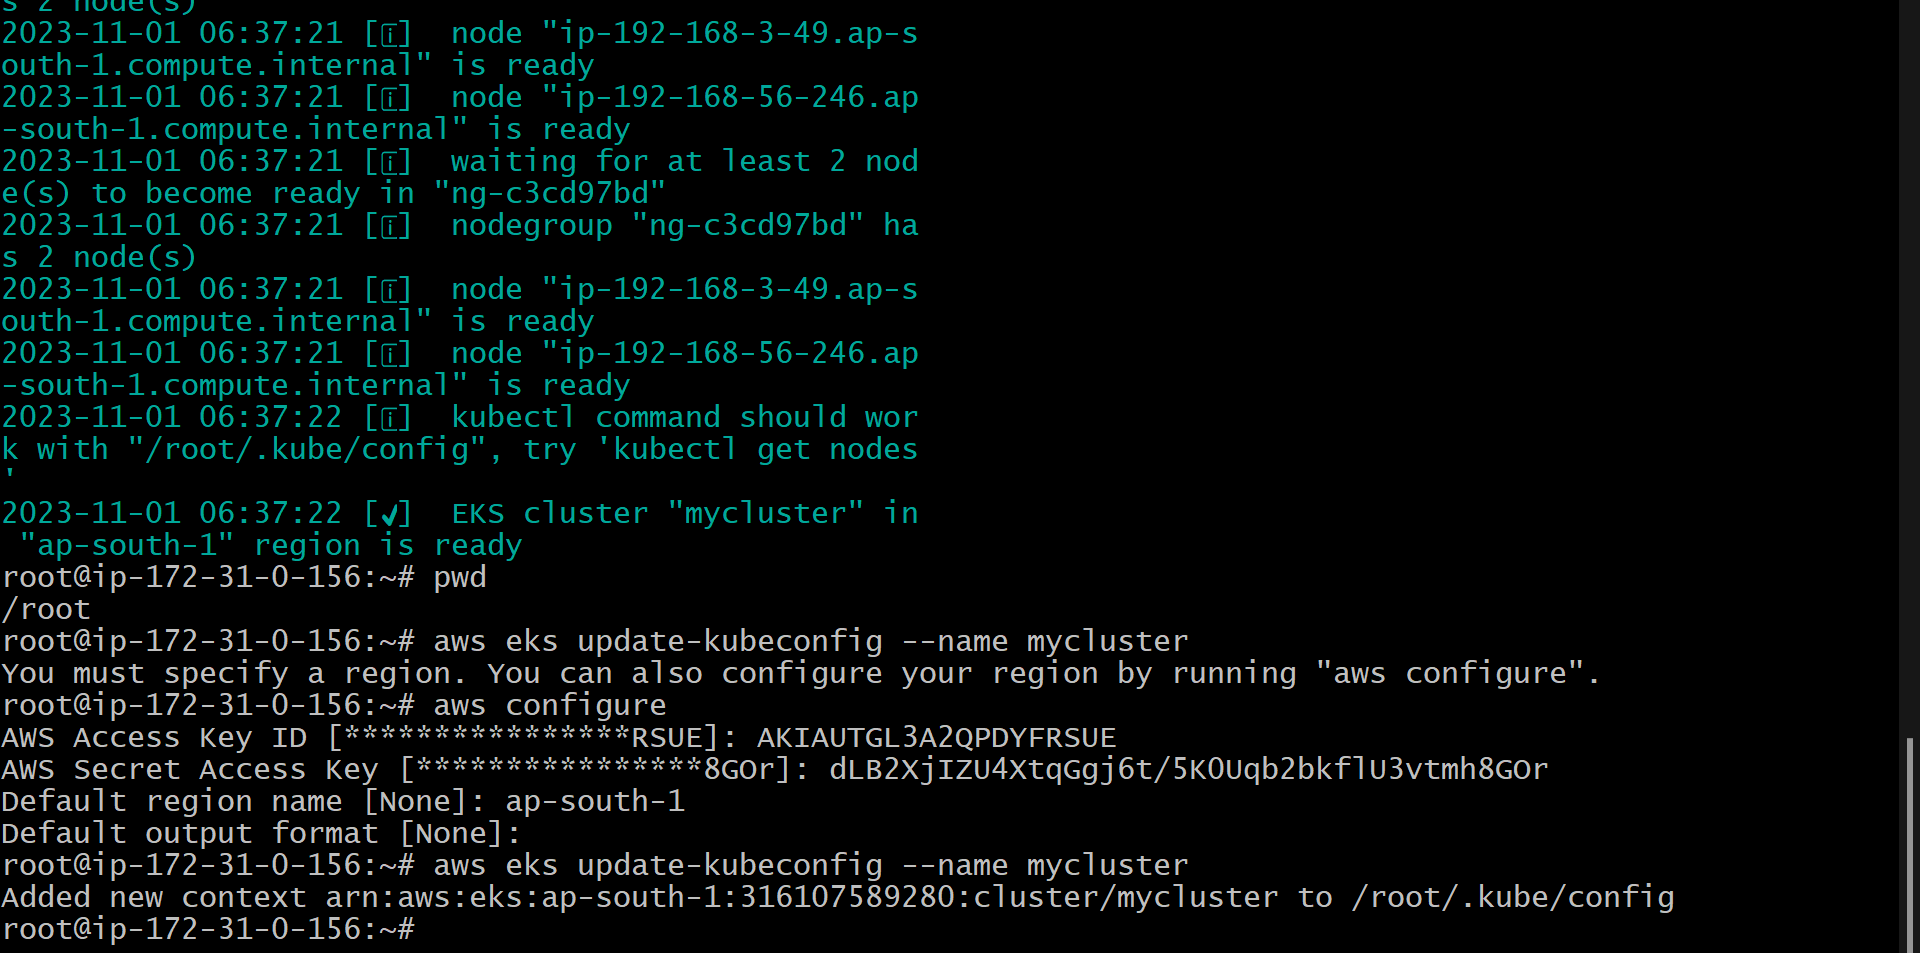 s 2 node(s)
2023-11-01 06:37:21 [i]  node "ip-192-168-3-49.ap-s
outh-1.compute.internal" is ready
2023-11-01 06:37:21 [i]  node "ip-192-168-56-246.ap
-south-1.compute.internal" is ready
2023-11-01 06:37:21 [i]  waiting for at least 2 nod
e(s) to become ready in "ng-c3cd97bd"
2023-11-01 06:37:21 [i]  nodegroup "ng-c3cd97bd" ha
s 2 node(s)
2023-11-01 06:37:21 [i]  node "ip-192-168-3-49.ap-s
outh-1.compute.internal" is ready
2023-11-01 06:37:21 [i]  node "ip-192-168-56-246.ap
-south-1.compute.internal" is ready
2023-11-01 06:37:22 [i]  kubectl command should wor
k with "/root/.kube/config", try 'kubectl get nodes
'
2023-11-01 06:37:22 [✔]  EKS cluster "mycluster" in
 "ap-south-1" region is ready
root@ip-172-31-0-156:~# pwd
/root
root@ip-172-31-0-156:~# aws eks update-kubeconfig --name mycluster
You must specify a region. You can also configure your region by running "aws configure".
root@ip-172-31-0-156:~# aws configure
AWS Access Key ID [****************RSUE]: AKIAUTGL3A2QPDYFRSUE
AWS Secret Access Key
Default region name [None]: ap-south-1
Default output format [None]:
root@ip-172-31-0-156:~# aws eks update-kubeconfig --name mycluster
Added new context arn:aws:eks:ap-south-1:316107589280:cluster/mycluster to /root/.kube/config
root@ip-172-31-0-156:~#